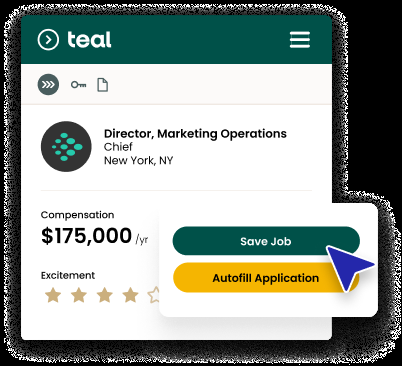 teal
Director, Marketing Operations
Chief
New York, NY
Compensation
$175,000 /yr
Save Job
Excitement
Autofill Application